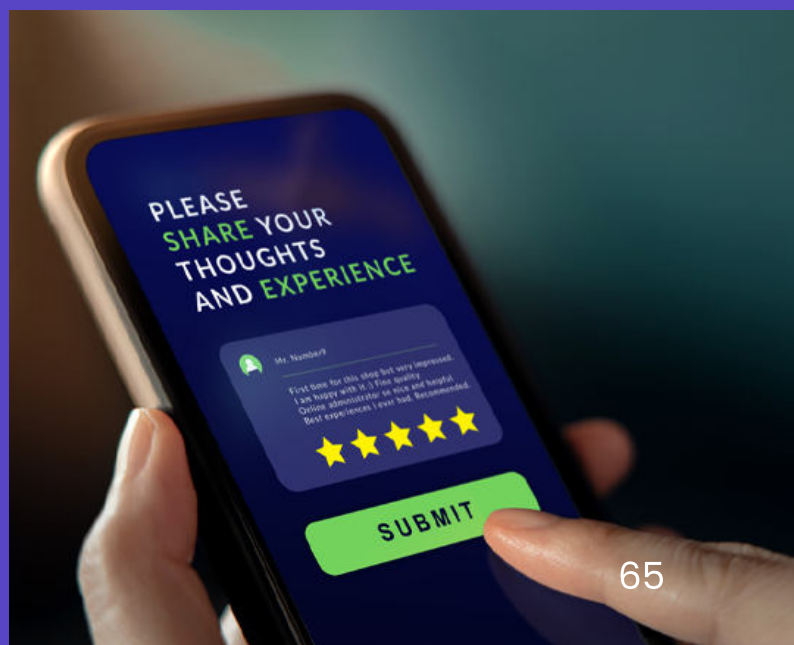 PLEASE
SHARE YOUR
THOUGHTS
AND EXPERIENCE
Mr. Number9
First time for this shop but very impressed.
I am happy with it :) Fine quality
Online administrator so nice and helpful
Best experiences I ever had. Recommended.
SUBMIT
65